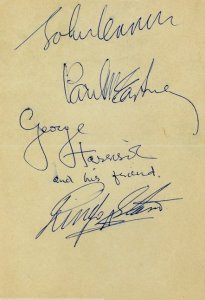 John Lennon
Paul McCartney
George
Harrison
and his friend.
Ringo Starr